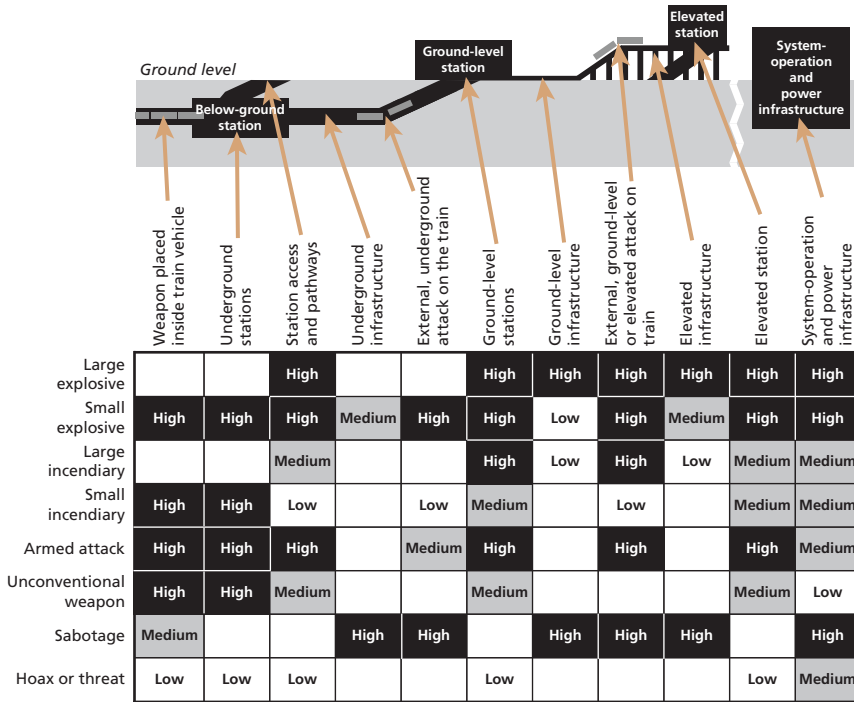 Elevated
station
Ground-level
station
System-
operation
and
power
infrastructure
Ground level
Below-ground
station
Weapon placed
inside train vehicle
Underground
stations
Station access
and pathways
Underground
infrastructure
External, underground
attack on the train
Ground-level
stations
Ground-level
infrastructure
External, ground-level
or elevated attack on
train
Elevated
infrastructure
Elevated station
System-operation
and power
infrastructure
Large
explosive
High High High High High High High
Small
explosive
High High High Medium High High Low High Medium High High
Large
incendiary
Medium High Low High Low Medium Medium
Small
incendiary
High High Low Low Medium Low Medium Medium
Armed attack High High High Medium High High High Medium
Unconventional
weapon
High High Medium Medium Medium Low
Sabotage Medium High High High High High High
Hoax or threat Low Low Low Low Low Medium